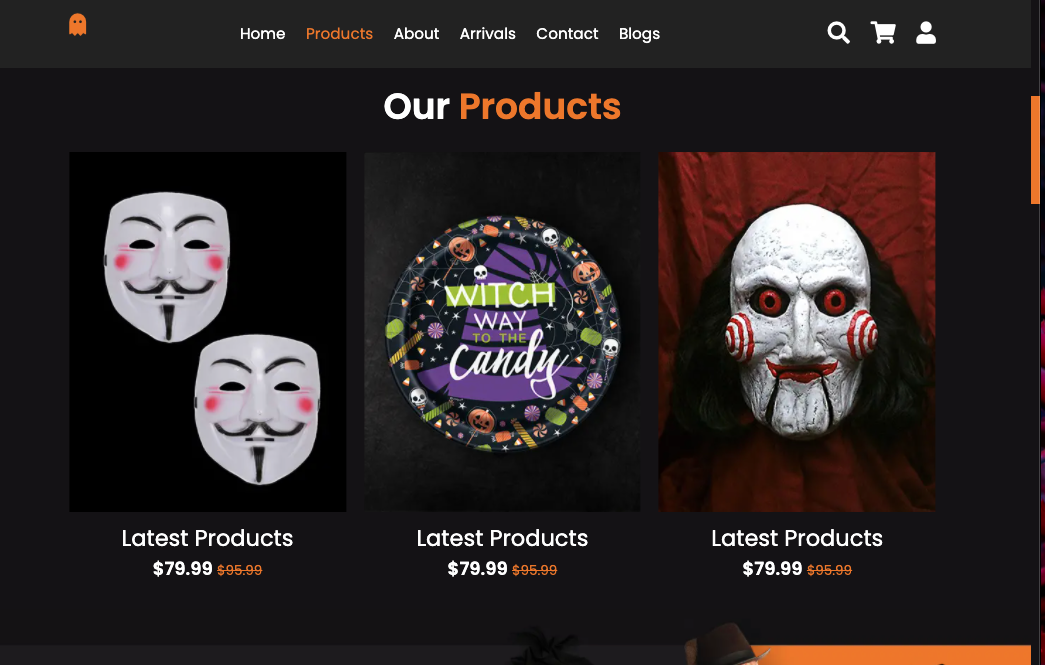 Home Products About Arrivals Contact Blogs
Our Products
WITCH
WAY
TO THE
Candy
Latest Products Latest Products Latest Products
$79.99 $95.99 $79.99 $95.99 $79.99 $95.99